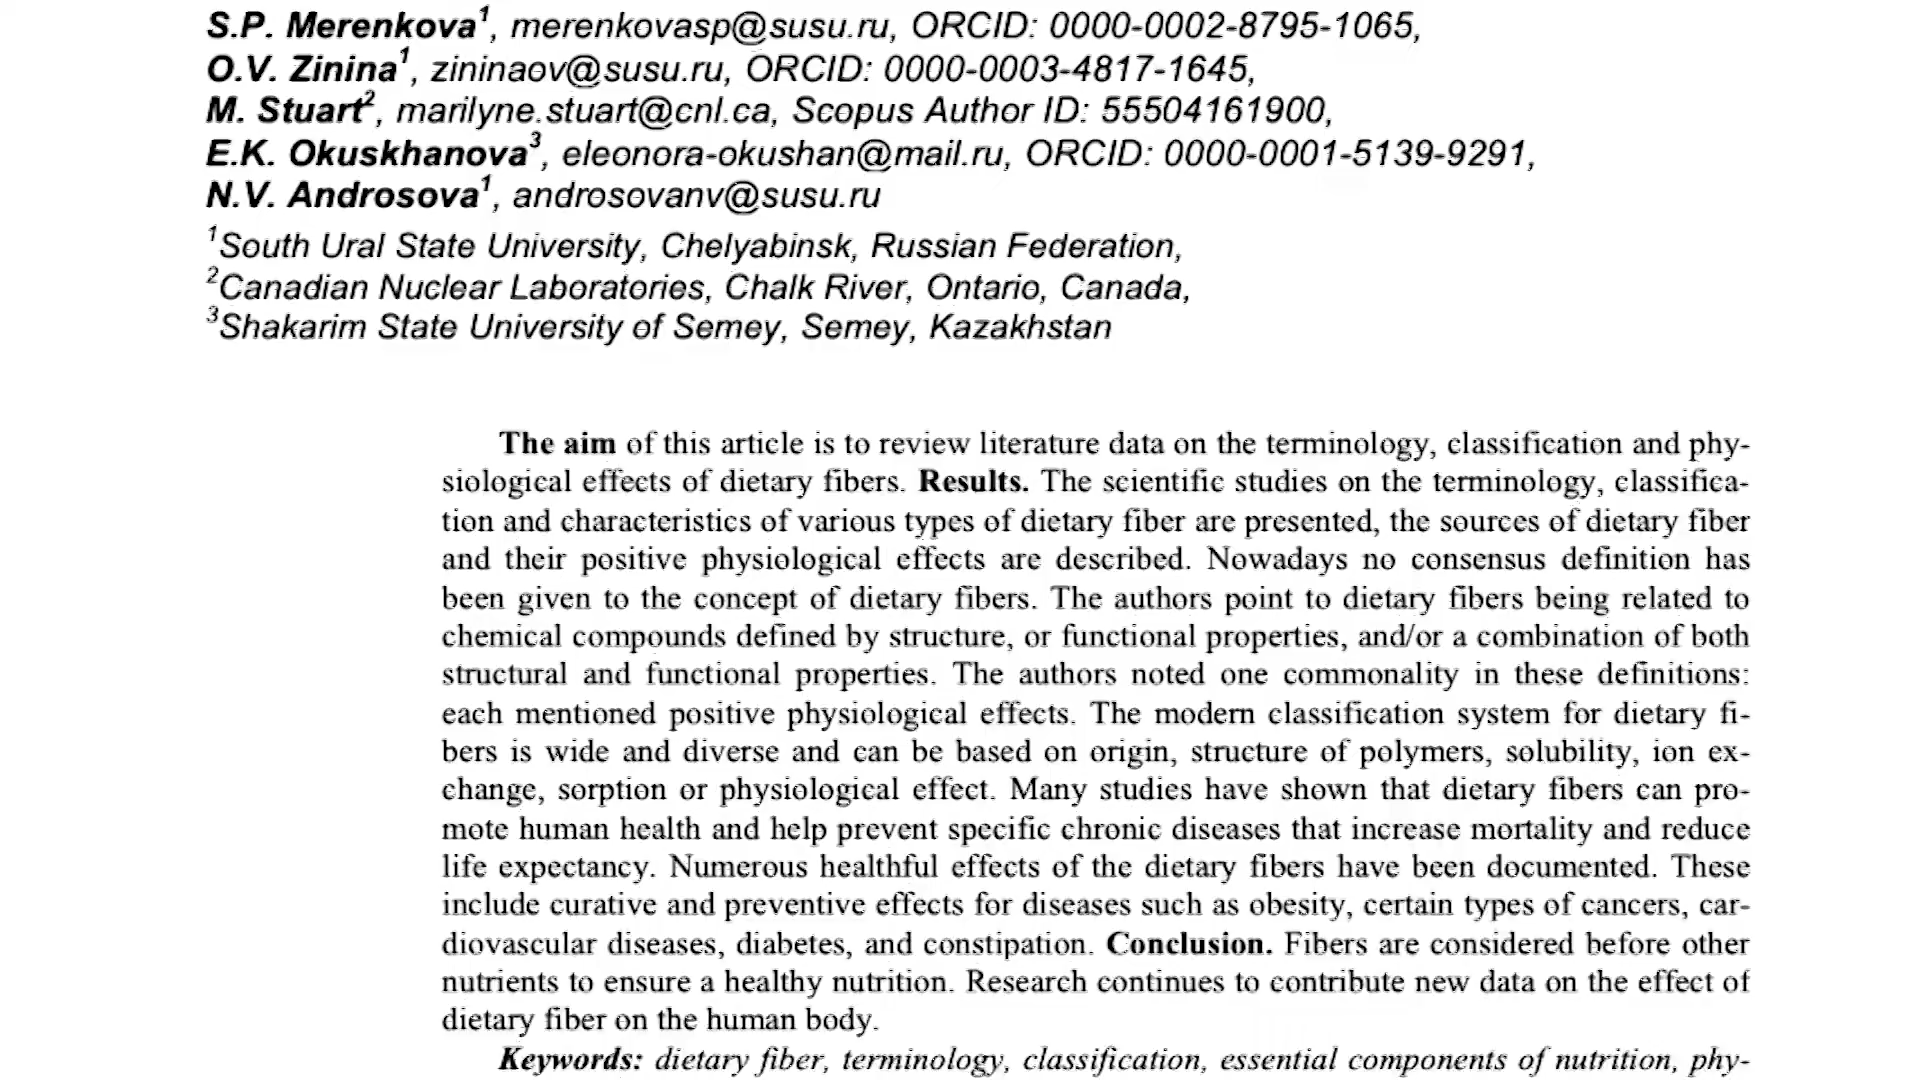 S.P. Merenkova1, merenkovasp@susu.ru, ORCID: 0000-0002-8795-1065,
O.V. Zinina1, zininaov@susu.ru, ORCID: 0000-0003-4817-1645,
M. Stuart2, marilyne.stuart@cnl.ca, Scopus Author ID: 55504161900,
E.K. Okuskhanova3, eleonora-okushan@mail.ru, ORCID: 0000-0001-5139-9291,
N.V. Androsova1, androsovanv@susu.ru
1South Ural State University, Chelyabinsk, Russian Federation,
2Canadian Nuclear Laboratories, Chalk River, Ontario, Canada,
3Shakarim State University of Semey, Semey, Kazakhstan
The aim of this article is to review literature data on the terminology, classification and phy-
siological effects of dietary fibers. Results. The scientific studies on the terminology, classifica-
tion and characteristics of various types of dietary fiber are presented, the sources of dietary fiber
and their positive physiological effects are described. Nowadays no consensus definition has
been given to the concept of dietary fibers. The authors point to dietary fibers being related to
chemical compounds defined by structure, or functional properties, and/or a combination of both
structural and functional properties. The authors noted one commonality in these definitions:
each mentioned positive physiological effects. The modern classification system for dietary fi-
bers is wide and diverse and can be based on origin, structure of polymers, solubility, ion ex-
change, sorption or physiological effect. Many studies have shown that dietary fibers can pro-
mote human health and help prevent specific chronic diseases that increase mortality and reduce
life expectancy. Numerous healthful effects of the dietary fibers have been documented. These
include curative and preventive effects for diseases such as obesity, certain types of cancers, car-
diovascular diseases, diabetes, and constipation. Conclusion. Fibers are considered before other
nutrients to ensure a healthy nutrition. Research continues to contribute new data on the effect of
dietary fiber on the human body.
Keywords: dietary fiber, terminology, classification, essential components of nutrition, phy-